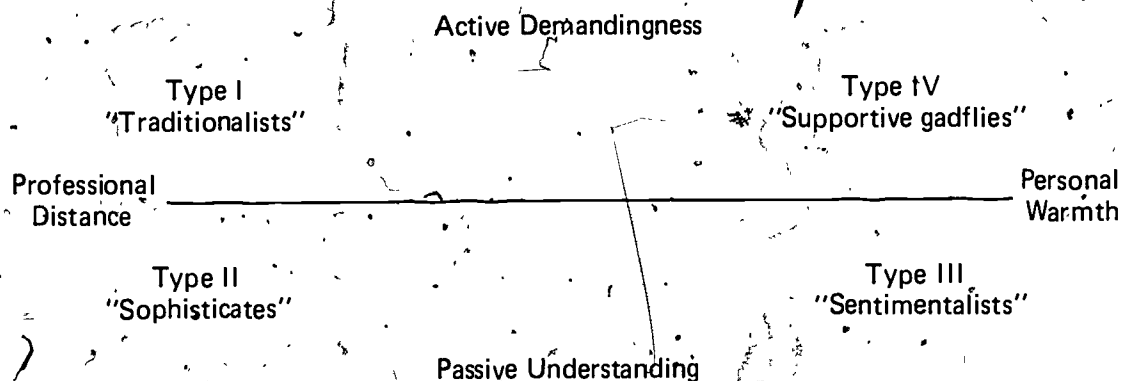 Active Demandingness
Type I
"Traditionalists"
Type IV
"Supportive gadflies"
Professional
Distance
Personal
Warmth
Type II
"Sophisticates"
Type III
"Sentimentalists"
Passive Understanding